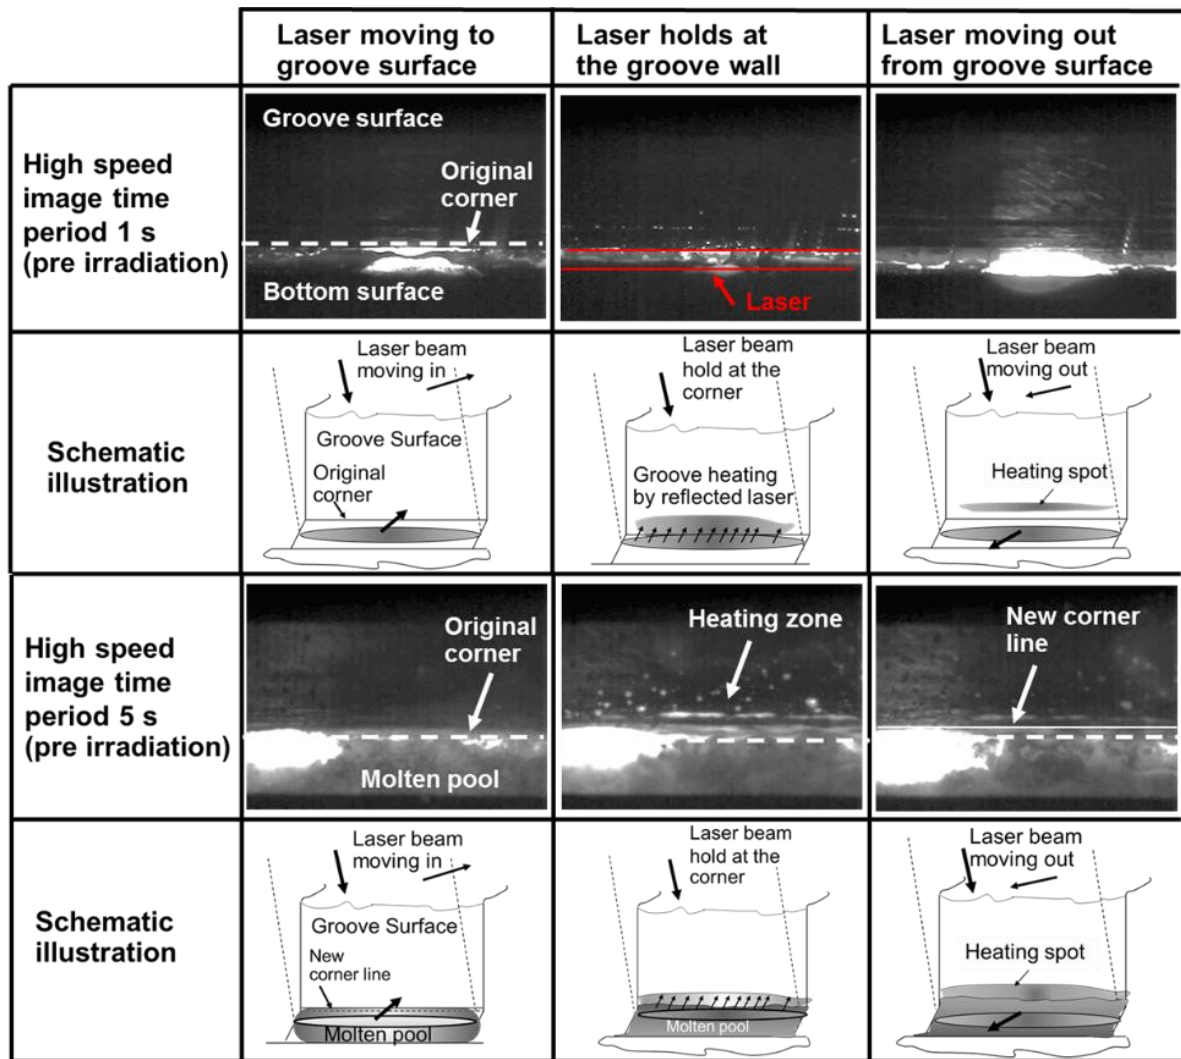 Laser moving to
groove surface
Laser holds at
the groove wall
Laser moving out
from groove surface
High speed
image time
period 1 s
(pre irradiation)
Groove surface
Original
corner
Bottom surface
Laser
Schematic
illustration
Laser beam
moving in
Groove Surface
Original
corner
Laser beam
hold at the
corner
Groove heating
by reflected laser
Laser beam
moving out
Heating spot
High speed
image time
period 5 s
(pre irradiation)
Original
corner
Molten pool
Heating zone
New corner
line
Schematic
illustration
Laser beam
moving in
Groove Surface
New
corner line
Molten pool
Laser beam
hold at the
corner
Molten pool
Laser beam
moving out
Heating spot